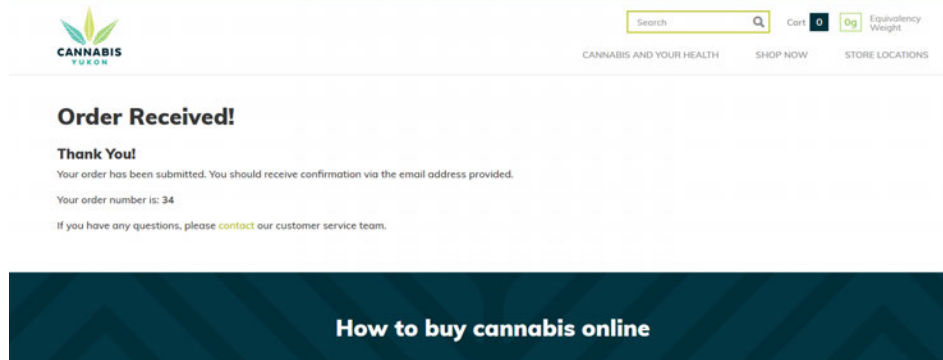 CANNABIS
YUKON
Search
Cart 0
0g Equivalency
Weight
CANNABIS AND YOUR HEALTH SHOP NOW STORE LOCATIONS
Order Received!
Thank You!
Your order has been submitted. You should receive confirmation via the email address provided.
Your order number is: 34
If you have any questions, please contact our customer service team.
How to buy cannabis online